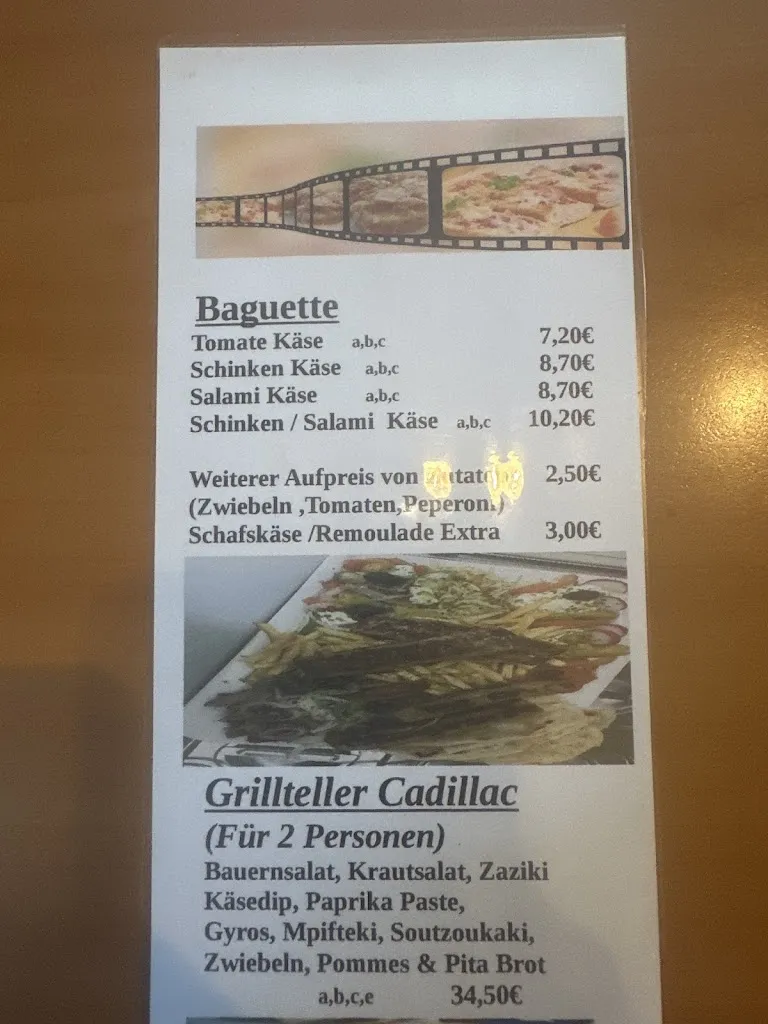 Baguette
Tomate Käse a,b,c 7,20€
Schinken Käse a,b,c 8,70€
Salami Käse a,b,c 8,70€
Schinken / Salami Käse a,b,c 10,20€
Weiterer Aufpreis von 2,50€
(Zwiebeln ,Tomaten,Peperoni)
Schafskäse /Remoulade Extra 3,00€
Grillteller Cadillac
(Für 2 Personen)
Bauernsalat, Krautsalat, Zaziki
Käsedip, Paprika Paste,
Gyros, Mpifteki, Soutzoukaki,
Zwiebeln, Pommes & Pita Brot
a,b,c,e 34,50€